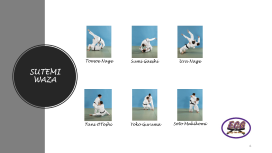 SUTEMI
WAZA
Tomoe Nage
Sumi Gaeshi
Ura Nage
Tani Otoshi
Yoko Guruma
Soto Makikomi